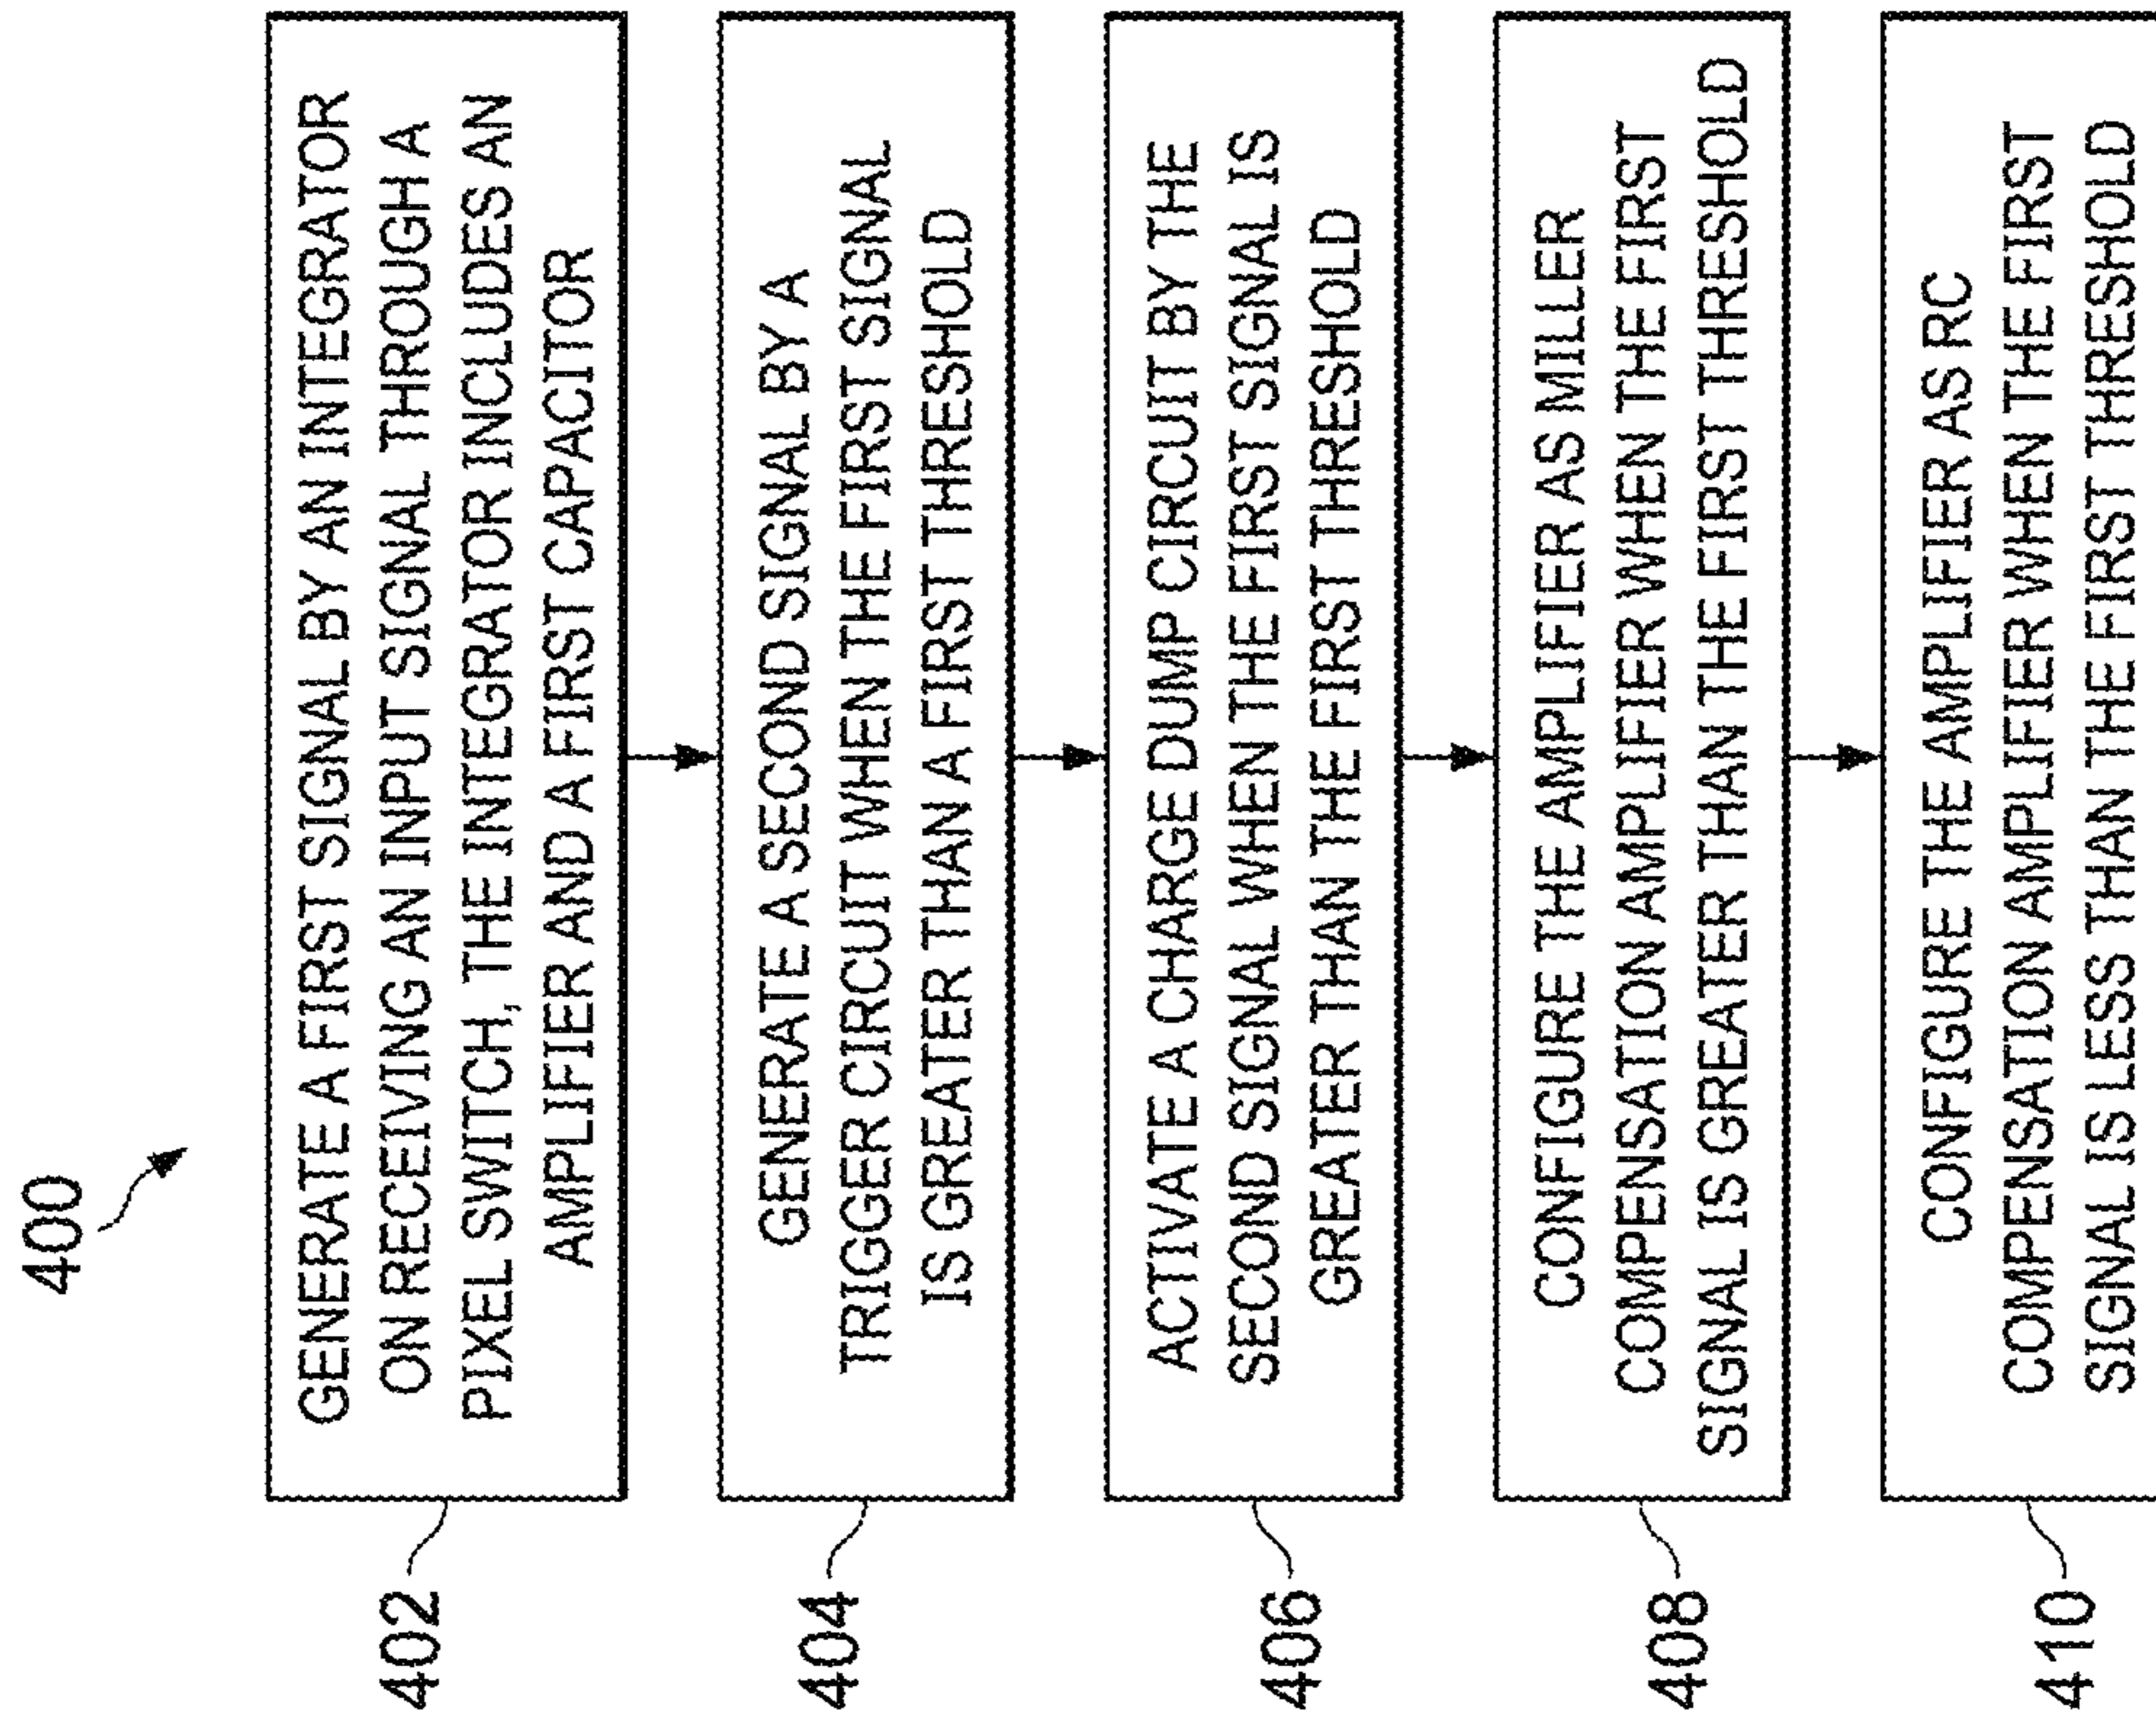 400
402
GENERATE A FIRST SIGNAL BY AN INTEGRATOR
ON RECEIVING AN INPUT SIGNAL THROUGH A
PIXEL SWITCH, THE INTEGRATOR INCLUDES AN
AMPLIFIER AND A FIRST CAPACITOR
404
GENERATE A SECOND SIGNAL BY A
TRIGGER CIRCUIT WHEN THE FIRST SIGNAL
IS GREATER THAN A FIRST THRESHOLD
406
ACTIVATE A CHARGE DUMP CIRCUIT BY THE
SECOND SIGNAL WHEN THE FIRST SIGNAL IS
GREATER THAN THE FIRST THRESHOLD
408
CONFIGURE THE AMPLIFIER AS MILLER
COMPENSATION AMPLIFIER WHEN THE FIRST
SIGNAL IS GREATER THAN THE FIRST THRESHOLD
410
CONFIGURE THE AMPLIFIER AS RC
COMPENSATION AMPLIFIER WHEN THE FIRST
SIGNAL IS LESS THAN THE FIRST THRESHOLD